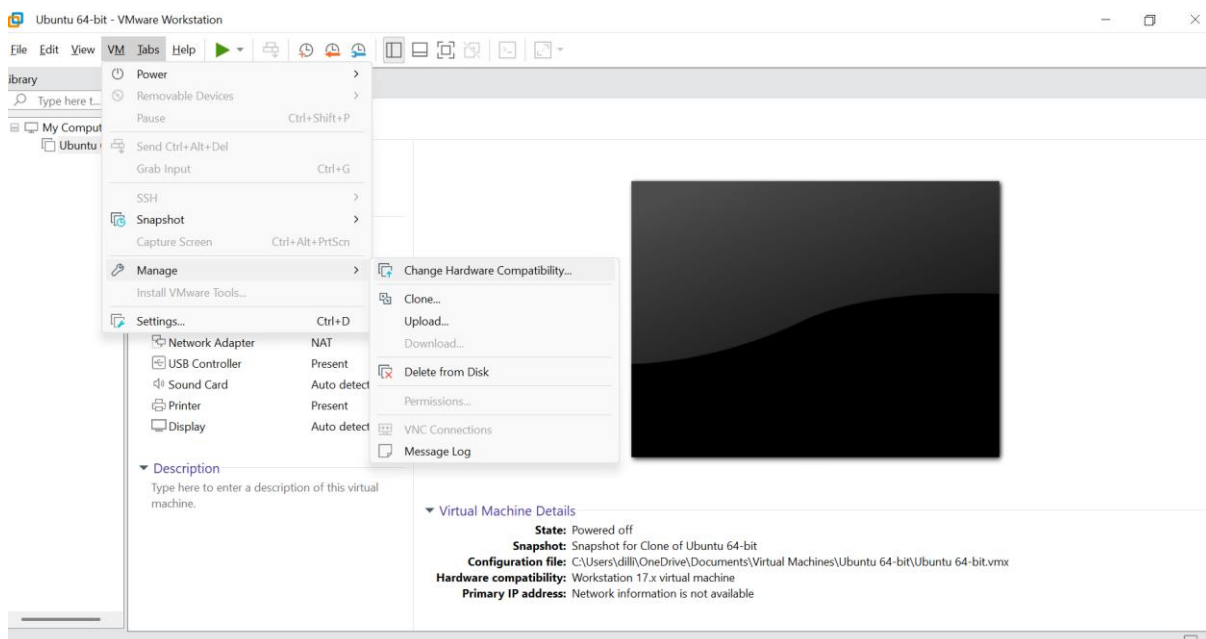 Ubuntu 64-bit - VMware Workstation
File Edit View VM Tabs Help
ibrary
Type here t...
My Comput
Ubuntu
Power
Removable Devices
Pause Ctrl+Shift+P
Send Ctrl+Alt+Del
Grab Input Ctrl+G
SSH
Snapshot
Capture Screen Ctrl+Alt+PrtScn
Manage
Install VMware Tools...
Settings... Ctrl+D
Change Hardware Compatibility...
Clone...
Upload...
Download...
Delete from Disk
Permissions...
VNC Connections
Message Log
Network Adapter NAT
USB Controller Present
Sound Card Auto detect
Printer Present
Display Auto detect
Description
Type here to enter a description of this virtual
machine.
Virtual Machine Details
State: Powered off
Snapshot: Snapshot for Clone of Ubuntu 64-bit
Configuration file: C:\Users\dilli\OneDrive\Documents\Virtual Machines\Ubuntu 64-bit\Ubuntu 64-bit.vmx
Hardware compatibility: Workstation 17.x virtual machine
Primary IP address: Network information is not available